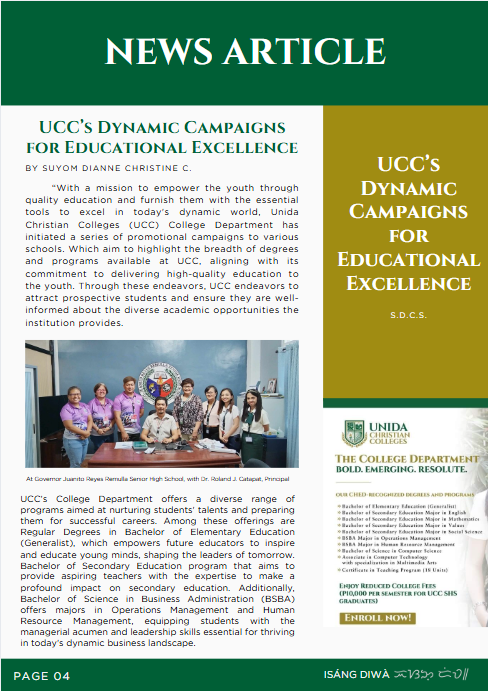 NEWS ARTICLE
UCC'S DYNAMIC CAMPAIGNS
FOR EDUCATIONAL EXCELLENCE
BY SUYOM DIANNE CHRISTINE C.
"With a mission to empower the youth through
quality education and furnish them with the essential
tools to excel in today's dynamic world, Unida
Christian Colleges (UCC) College Department has
initiated a series of promotional campaigns to various
schools. Which aim to highlight the breadth of degrees
and programs available at UCC, aligning with its
commitment to delivering high-quality education to
the youth. Through these endeavors, UCC endeavors to
attract prospective students and ensure they are well-
informed about the diverse academic opportunities the
institution provides.
At Governor Juanito Reyes Remulla Senior High School, with Dr. Roland J. Catapat, Principal
UCC's College Department offers a diverse range of
programs aimed at nurturing students' talents and preparing
them for successful careers. Among these offerings are
Regular Degrees in Bachelor of Elementary Education
(Generalist), which empowers future educators to inspire
and educate young minds, shaping the leaders of tomorrow.
Bachelor of Secondary Education program that aims to
provide aspiring teachers with the expertise to make a
profound impact on secondary education. Additionally,
Bachelor of Science in Business Administration (BSBA)
offers majors in Operations Management and Human
Resource Management, equipping students with the
managerial acumen and leadership skills essential for thriving
in today's dynamic business landscape.
UCC'S
DYNAMIC
CAMPAIGNS
FOR
EDUCATIONAL
EXCELLENCE
S.D.C.S.
UNIDA
CHRISTIAN
COLLEGES
THE COLLEGE DEPARTMENT
BOLD. EMERGING. RESOLUTE.
OUR CHED-RECOGNIZED DEGREES AND PROGRAMS
Bachelor of Elementary Education (Generalist)
Bachelor of Secondary Education Major in English
Bachelor of Secondary Education Major in Mathematics
Bachelor of Secondary Education Major in Values
Bachelor of Secondary Education Major in Social Science
BSBA Major in Operations Management
BSBA Major in Human Resource Management
Bachelor of Science in Computer Science
Associate in Computer Technology
with specialization in Multimedia Arts
Certificate in Teaching Program (18 Units)
ENJOY REDUCED COLLEGE FEES
(P10,000 PER SEMESTER FOR UCC SHS
GRADUATES)
ENROLL NOW!
PAGE 04
ISÁNG DIWÀ